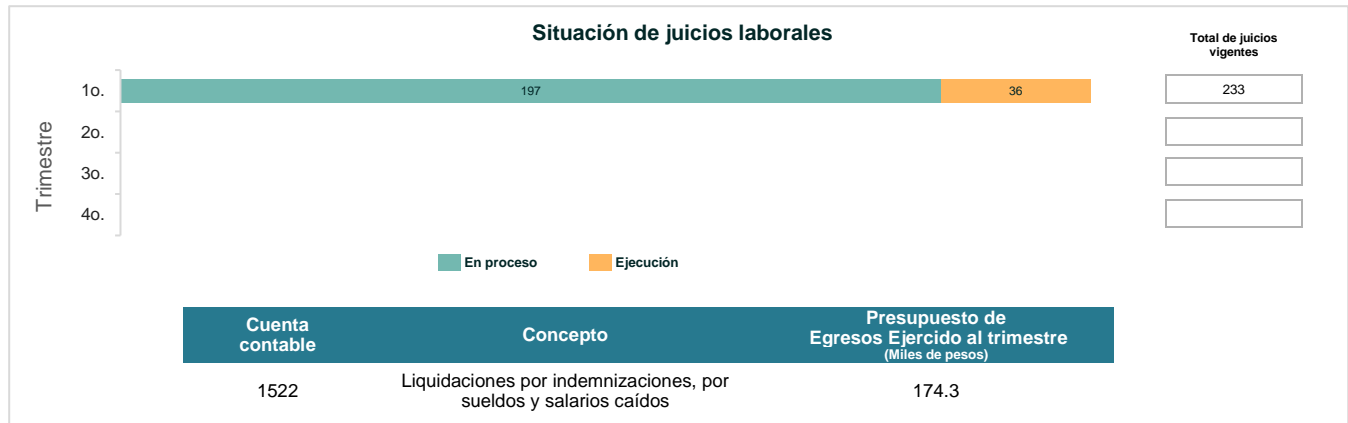 Situación de juicios laborales
Total de juicios
vigentes
Trimestre
1o.
197
36
233
2o.
3o.
4o.
En proceso
Ejecución
Cuenta
contable
Concepto
Presupuesto de
Egresos Ejercido al trimestre
(Miles de pesos)
1522
Liquidaciones por indemnizaciones, por
sueldos y salarios caídos
174.3